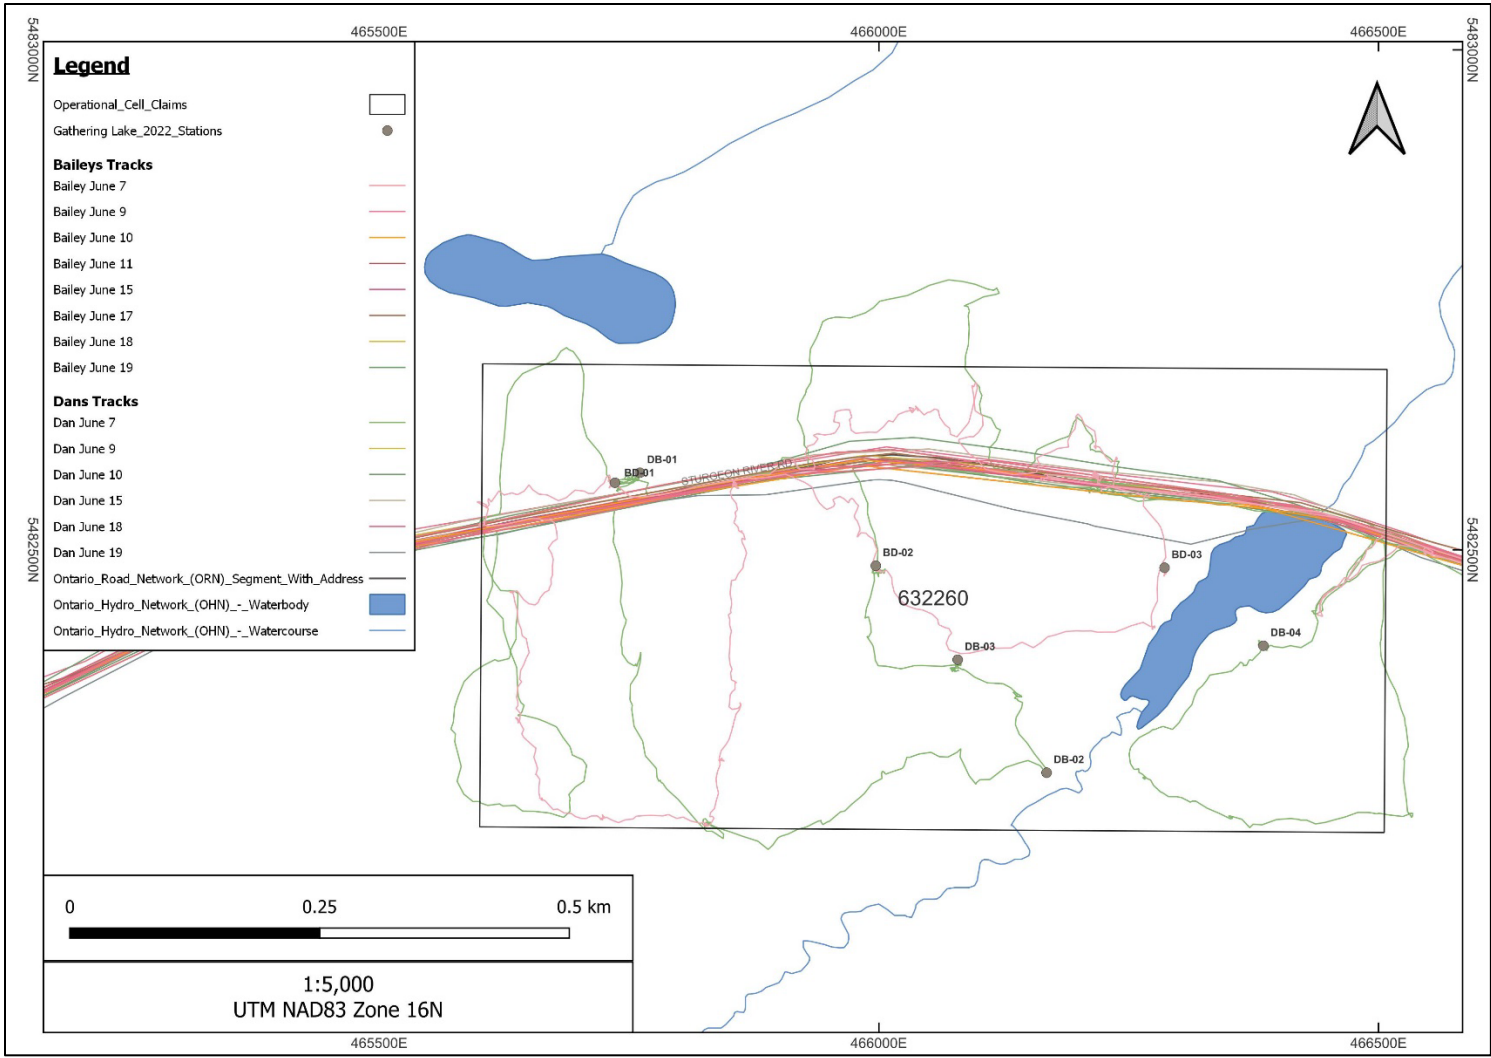 465500E
466000E
466500E
5483000N
5483000N
Legend
Operational_Cell_Claims
Gathering Lake_2022_Stations
Baileys Tracks
Bailey June 7
Bailey June 9
Bailey June 10
Bailey June 11
Bailey June 15
Bailey June 17
Bailey June 18
Bailey June 19
Dans Tracks
Dan June 7
Dan June 9
Dan June 10
Dan June 15
Dan June 18
Dan June 19
Ontario_Road_Network_(ORN)_Segment_With_Address
Ontario_Hydro_Network_(OHN)_-_Waterbody
Ontario_Hydro_Network_(OHN)_-_Watercourse
DB-01
BD-01
STURGEON RIVER RD
5482500N
5482500N
BD-02
BD-03
632260
DB-04
DB-03
DB-02
0 0.25 0.5 km
1:5,000
UTM NAD83 Zone 16N
465500E
466000E
466500E